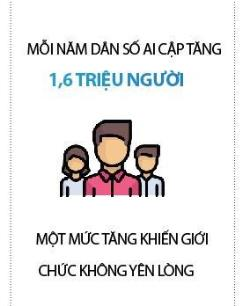 MỖI NĂM DÂN SỐ AI CẬP TĂNG
1,6 TRIỆU NGƯỜI
MỘT MỨC TĂNG KHIẾN GIỚI
CHỨC KHÔNG YÊN LÒNG